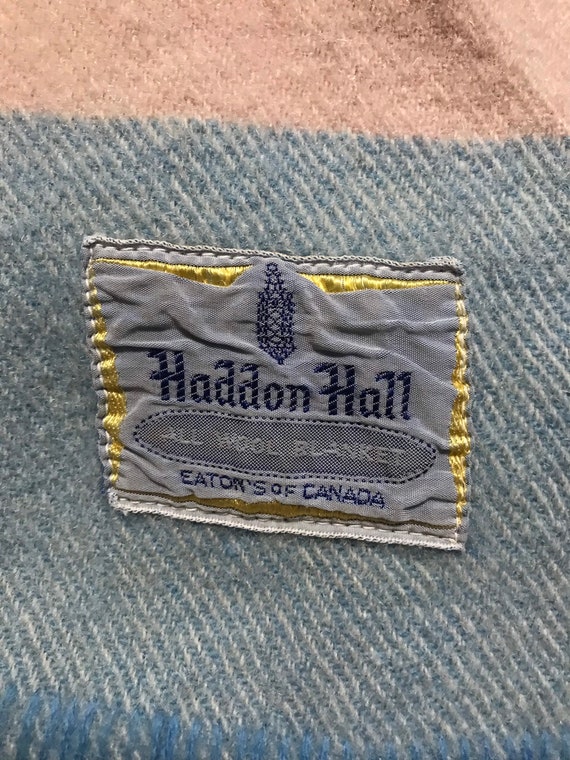 Haddon Hall
ALL WOOL BLANKET
EATON'S OF CANADA